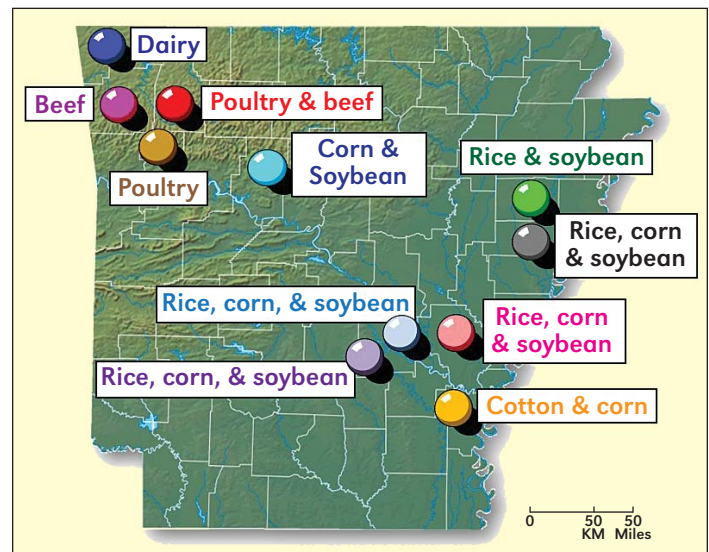 Dairy
Beef
Poultry & beef
Poultry
Corn &
Soybean
Rice & soybean
Rice, corn
& soybean
Rice, corn, & soybean
Rice, corn
& soybean
Rice, corn, & soybean
Cotton & corn
0 50 50
KM Miles